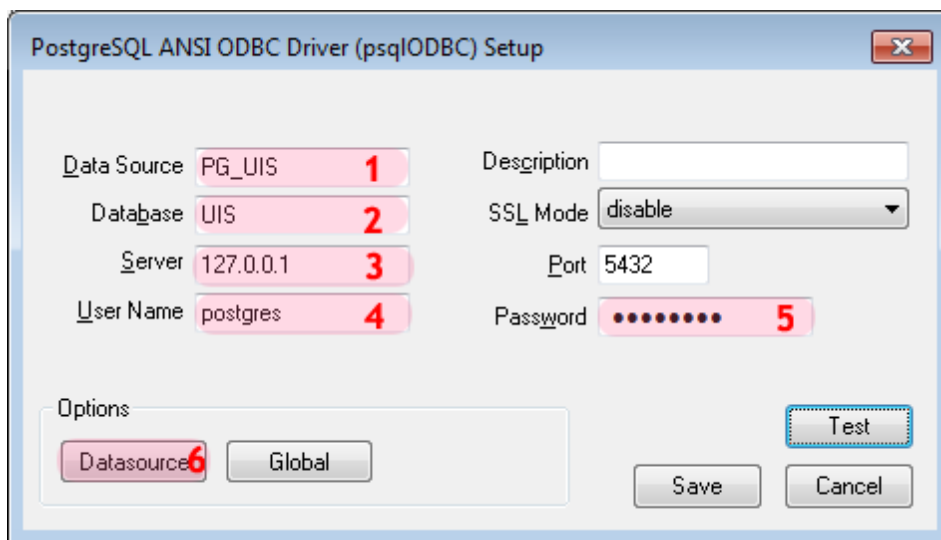 PostgreSQL ANSI ODBC Driver (psqlODBC) Setup
Data Source PG_UIS 1 Description
Database UIS 2 SSL Mode disable
Server 127.0.0.1 3 Port 5432
User Name postgres 4 Password ●●●●●●●● 5
Options
Test
Datasource 6 Global
Save Cancel